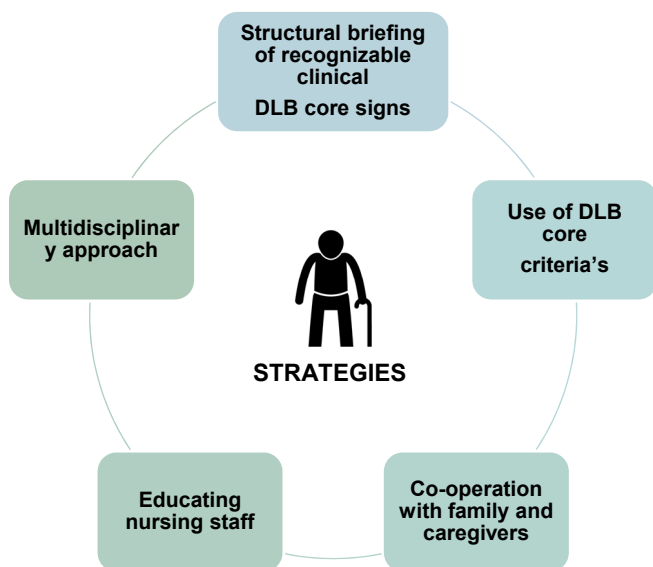 Structural briefing
of recognizable
clinical
DLB core signs
Use of DLB
core
criteria's
Co-operation
with family and
caregivers
Educating
nursing staff
Multidisciplinar
y approach
STRATEGIES